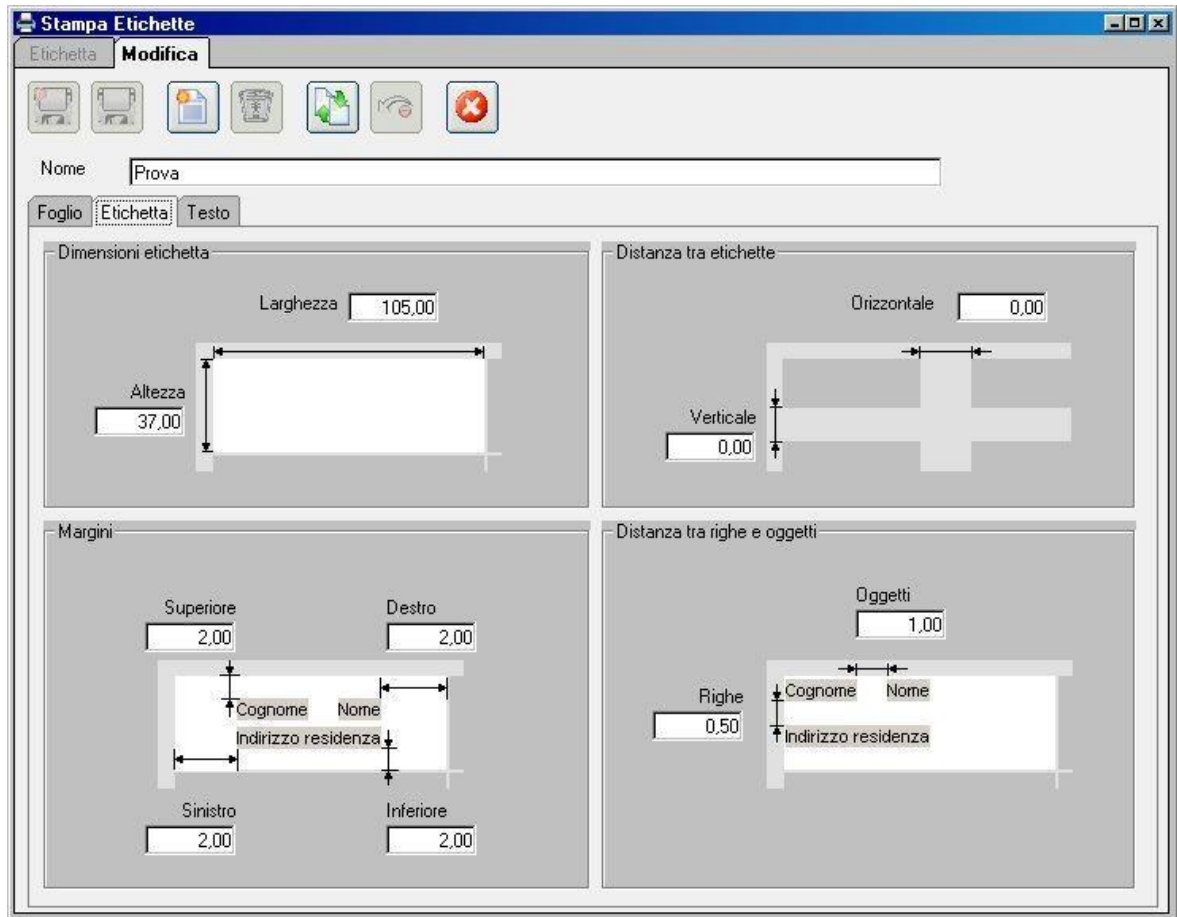 Stampa Etichette
Etichetta Modifica
Nome Prova
Foglio Etichetta Testo
Dimensioni etichetta
Larghezza 105,00
Altezza
37,00
Distanza tra etichette
Orizzontale 0,00
Verticale
0,00
Margini
Superiore Destro
2,00 2,00
Cognome Nome
Indirizzo residenza
Sinistro Inferiore
2,00 2,00
Distanza tra righe e oggetti
Oggetti
1,00
Righe
0,50
Cognome Nome
Indirizzo residenza